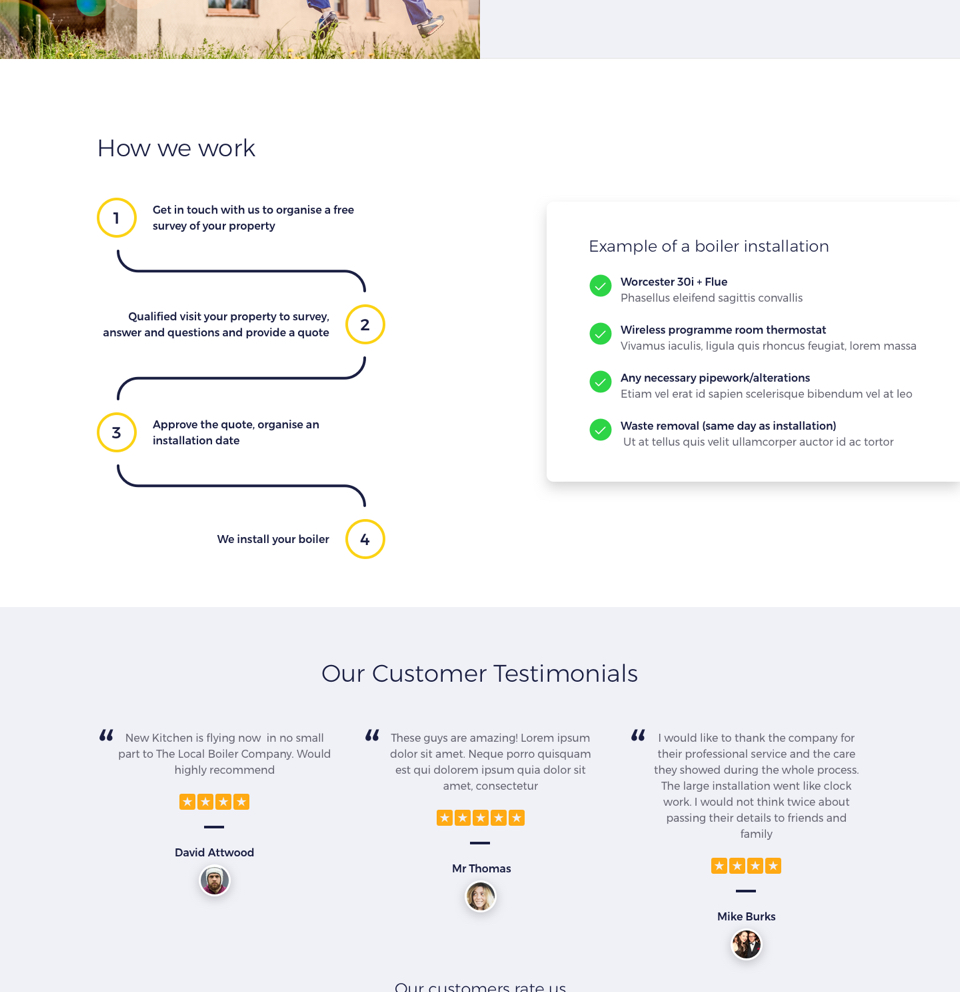 How we work
1
Get in touch with us to organise a free
survey of your property
Qualified visit your property to survey,
answer and questions and provide a quote
2
3
Approve the quote, organise an
installation date
We install your boiler
4
Example of a boiler installation
Worcester 30i + Flue
Phasellus eleifend sagittis convallis
Wireless programme room thermostat
Vivamus iaculis, ligula quis rhoncus feugiat, lorem massa
Any necessary pipework/alterations
Etiam vel erat id sapien scelerisque bibendum vel at leo
Waste removal (same day as installation)
Ut at tellus quis velit ullamcorper auctor id ac tortor
Our Customer Testimonials
“ New Kitchen is flying now in no small
part to The Local Boiler Company. Would
highly recommend
David Attwood
“ These guys are amazing! Lorem ipsum
dolor sit amet. Neque porro quisquam
est qui dolorem ipsum quia dolor sit
amet, consectetur
Mr Thomas
“ I would like to thank the company for
their professional service and the care
they showed during the whole process.
The large installation went like clock
work. I would not think twice about
passing their details to friends and
family
Mike Burks
Our customers rate us